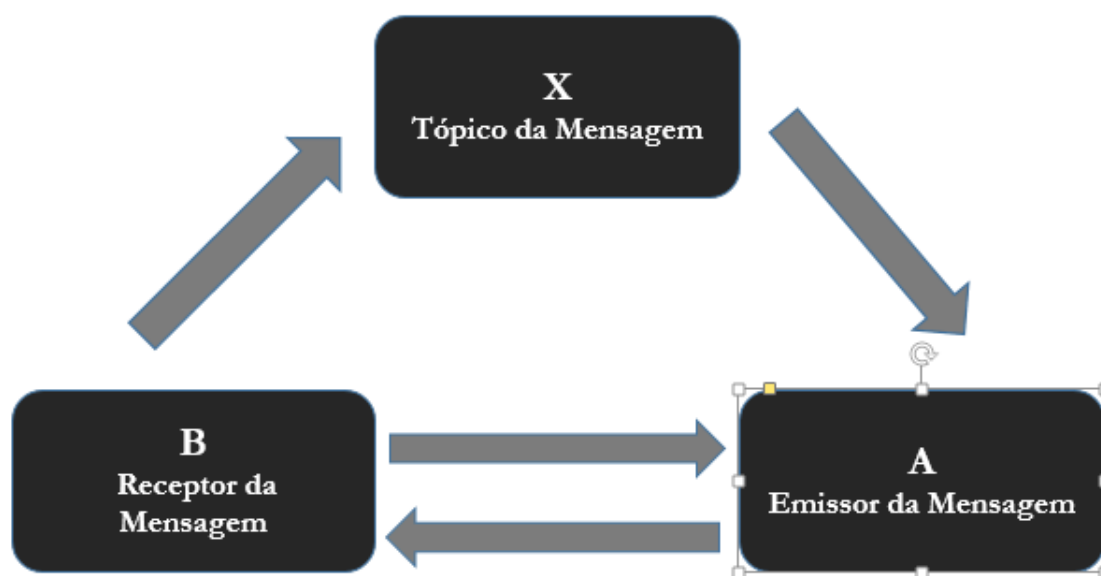 X
Tópico da Mensagem
B
Receptor da
Mensagem
A
Emissor da Mensagem